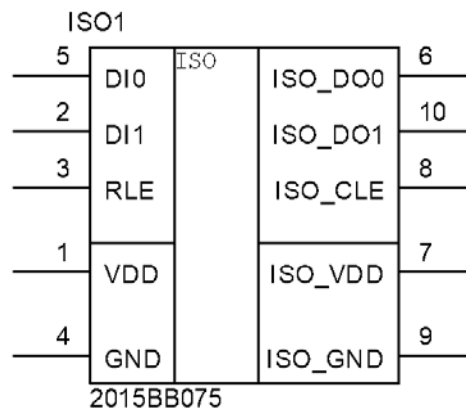 ISO1
5 DI0 ISO ISO_DO0 6
2 DI1 ISO_DO1 10
3 RLE ISO_CLE 8
1 VDD ISO_VDD 7
4 GND ISO_GND 9
2015BB075